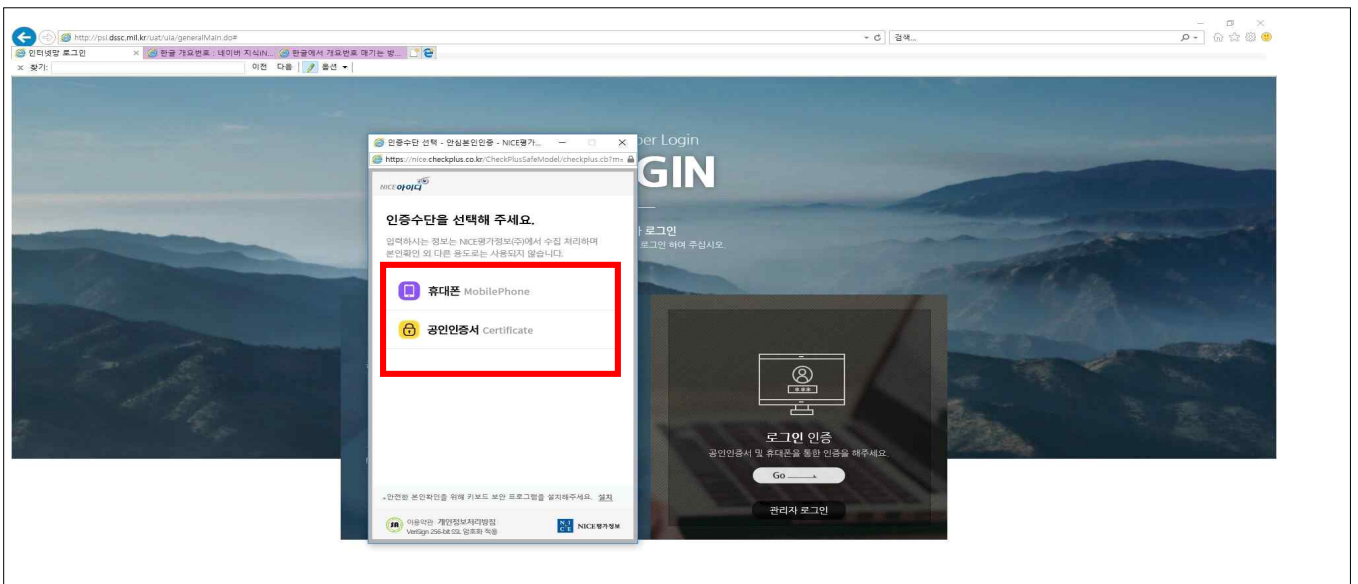 http://psi.dssc.mil.kr/uat/uia/generalMain.do#
검색...
인터넷망 로그인
한글 개요번호 : 네이버 지식iN...
한글에서 개요번호 매기는 방...
x 찾기:
이전 다음
옵션
인증수단 선택 - 안심본인인증 - NICE평가...
https://nice.checkplus.co.kr/CheckPlusSafeModel/checkplus.cb?m=
per Login
GIN
NICE아이디
인증수단을 선택해 주세요.
입력하시는 정보는 NICE평가정보(주)에서 수집 처리하며
본인확인 외 다른 용도로는 사용되지 않습니다.
로그인
로그인 하여 주십시오.
휴대폰 MobilePhone
공인인증서 Certificate
로그인 인증
공인인증서 및 휴대폰을 통한 인증을 해주세요.
Go
관리자 로그인
안전한 본인확인을 위해 키보드 보안 프로그램을 설치해주세요. 설치
이용약관 개인정보처리방침
VeriSign 256-bit SSL 암호화 적용
NICE평가정보